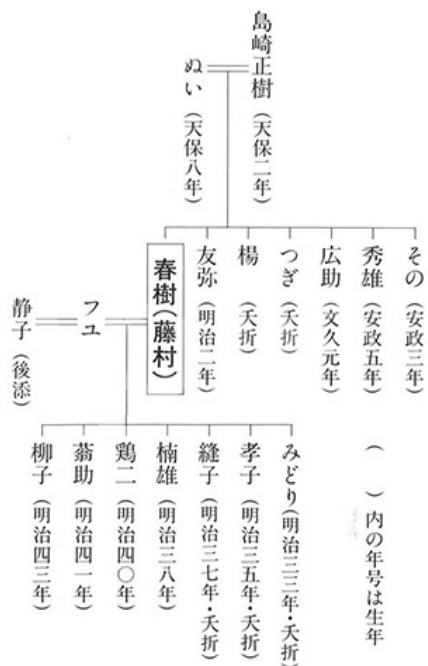 島崎正樹（天保二年）
ぬい（天保八年）
その（安政三年）
秀雄（安政五年）
広助（文久元年）
つぎ（夭折）
楊（夭折）
友弥（明治二年）
春樹（藤村）
フユ
静子（後添）
（　）内の年号は生年
みどり（明治三三年・夭折）
孝子（明治三五年・夭折）
縫子（明治三七年・夭折）
楠雄（明治三八年）
鶏二（明治四〇年）
蓊助（明治四一年）
柳子（明治四三年）